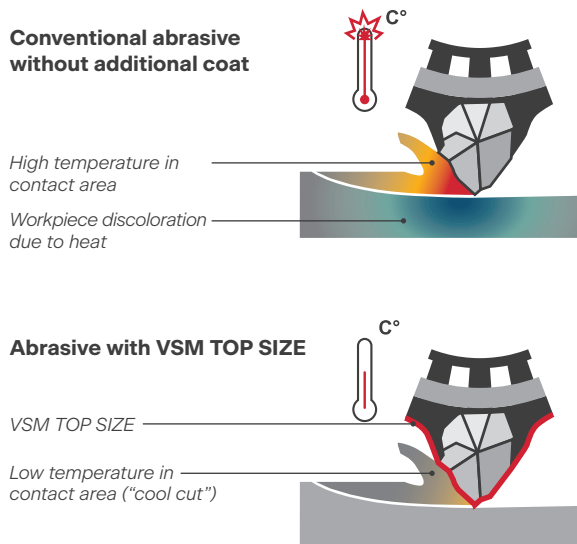 C°
Conventional abrasive
without additional coat
High temperature in
contact area
Workpiece discoloration
due to heat
C°
Abrasive with VSM TOP SIZE
VSM TOP SIZE
Low temperature in
contact area (“cool cut”)